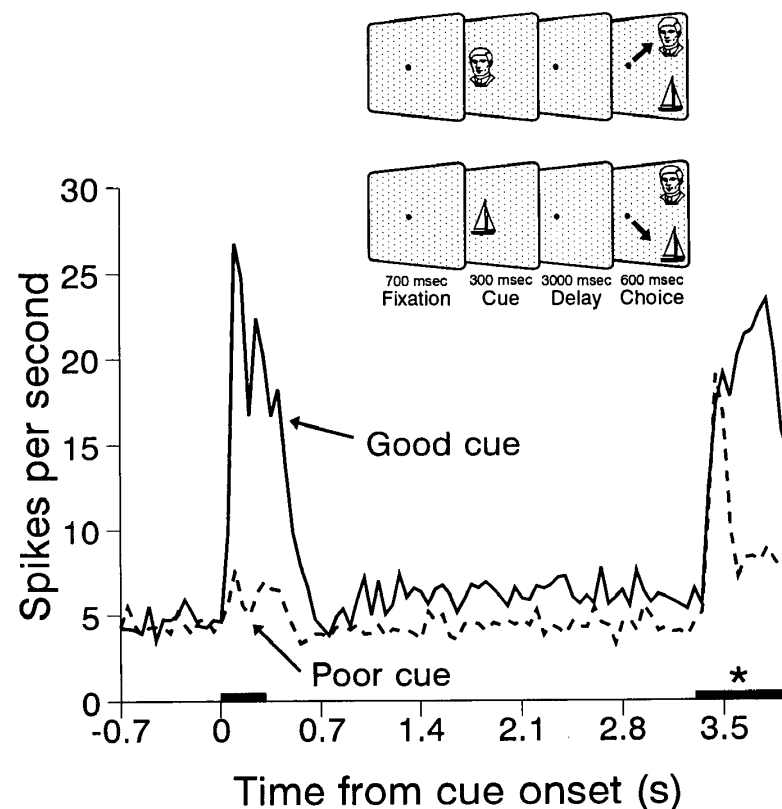 700 msec 300 msec 3000 msec 600 msec
Fixation Cue Delay Choice
Spikes per second
30
25
20
15
10
5
0
Good cue
Poor cue
*
-0.7 0 0.7 1.4 2.1 2.8 3.5
Time from cue onset (s)